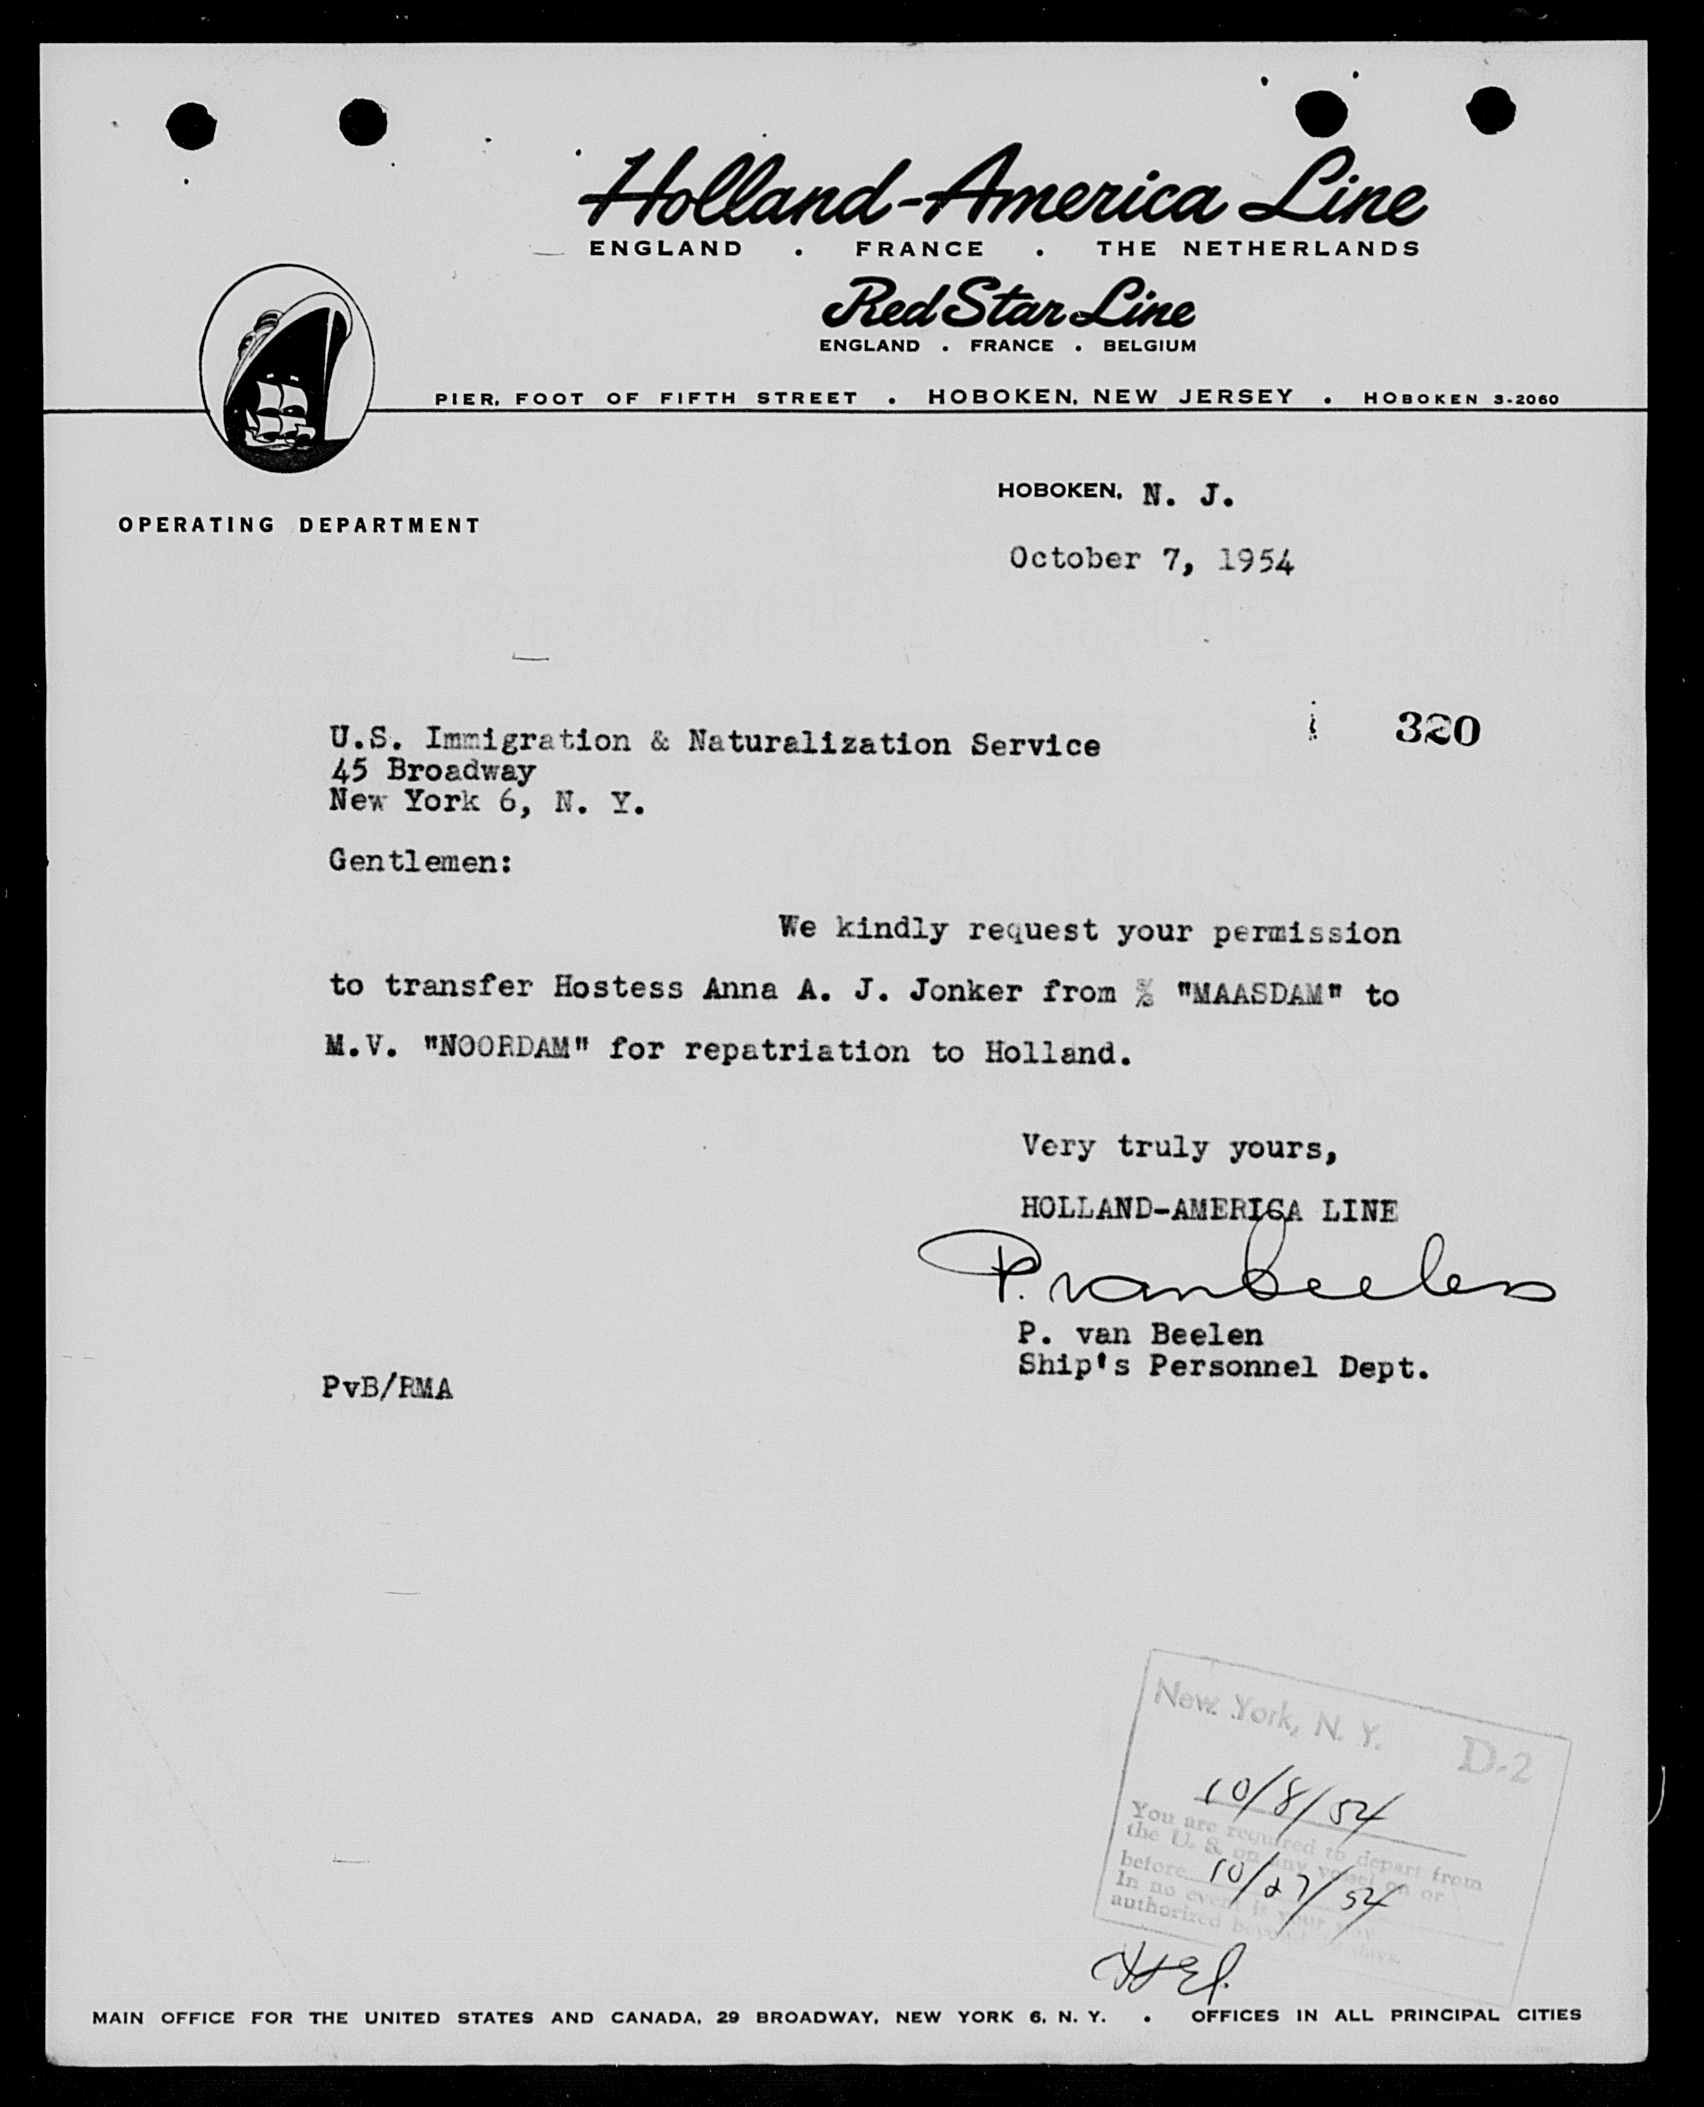 Holland-America Line
ENGLAND . FRANCE . THE NETHERLANDS
Red Star Line
ENGLAND . FRANCE . BELGIUM
PIER, FOOT OF FIFTH STREET . HOBOKEN, NEW JERSEY . HOBOKEN 3-2060
OPERATING DEPARTMENT
HOBOKEN, N. J.
October 7, 1954
320
U.S. Immigration & Naturalization Service
45 Broadway
New York 6, N. Y.
Gentlemen:
We kindly request your permission
to transfer Hostess Anna A. J. Jonker from "MAASDAM" to
M.V. "NOORDAM" for repatriation to Holland.
Very truly yours,
HOLLAND-AMERICA LINE
P. van Beelen
P. van Beelen
Ship's Personnel Dept.
PvB/RMA
New York, N. Y. D-2
10/8/54
You are required to depart from
the U. S. on any vessel on or
before 10/27/54
In no event is your stay
authorized beyond days.
MAIN OFFICE FOR THE UNITED STATES AND CANADA, 29 BROADWAY, NEW YORK 6, N. Y. . OFFICES IN ALL PRINCIPAL CITIES